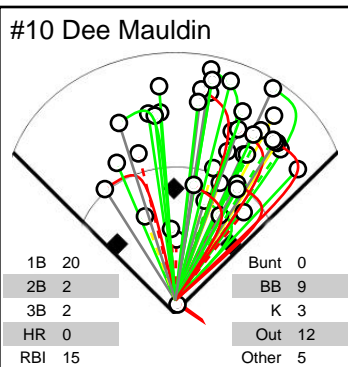 #10 Dee Mauldin
1B 20 Bunt 0
2B 2 BB 9
3B 2 K 3
HR 0 Out 12
RBI 15 Other 5